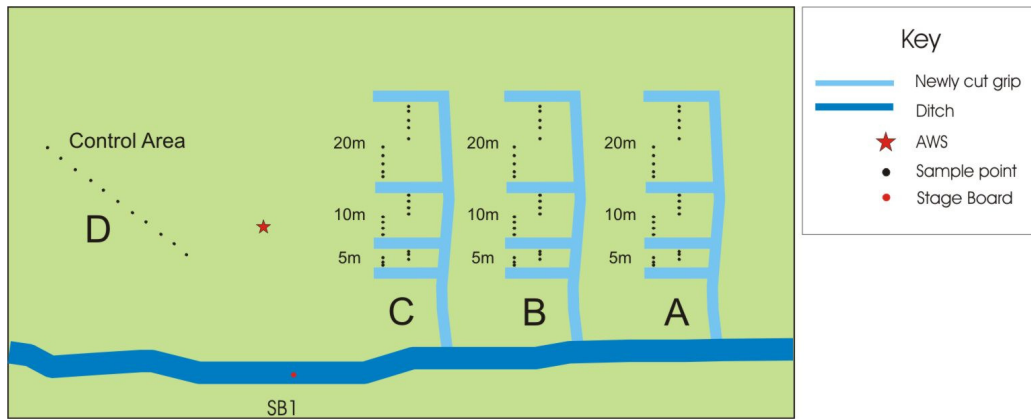 Control Area
D
20m
10m
5m
C
20m
10m
5m
B
20m
10m
5m
A
SB1
Key
Newly cut grip
Ditch
AWS
Sample point
Stage Board